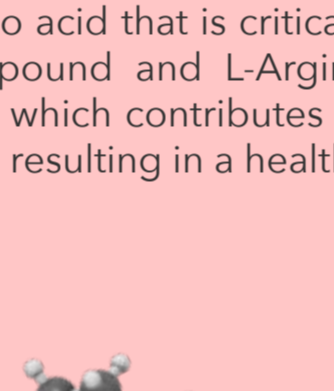 o acid that is critica
pound and L-Argi
which contributes
resulting in a healt